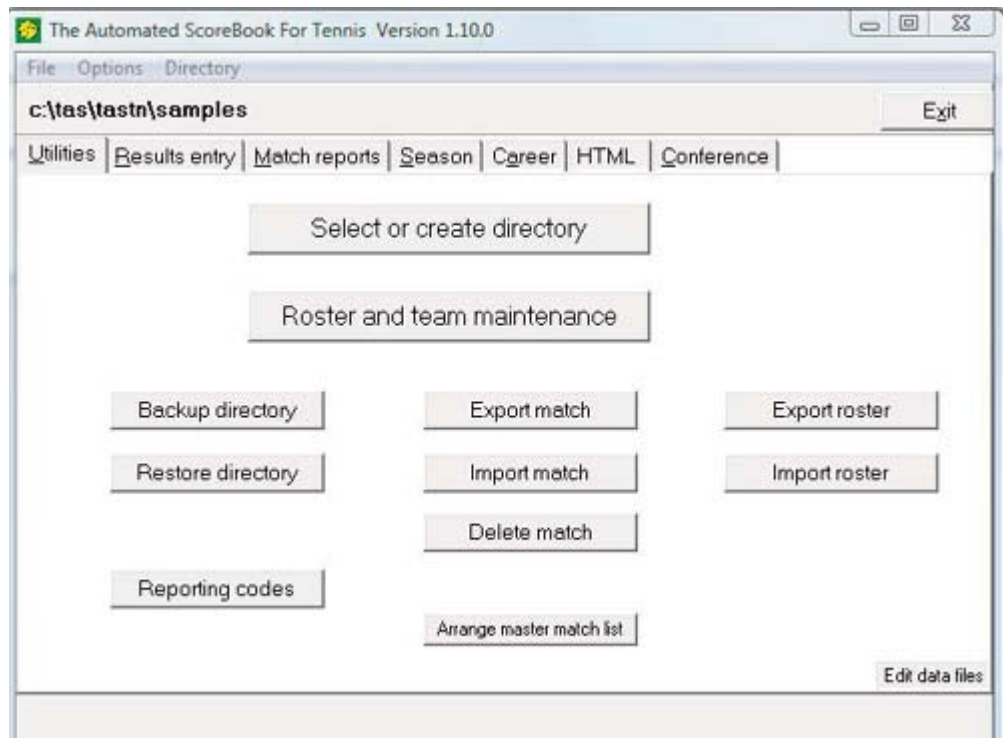 The Automated ScoreBook For Tennis Version 1.10.0
File Options Directory
c:\tas\tastn\samples Exit
Utilities Results entry Match reports Season Career HTML Conference
Select or create directory
Roster and team maintenance
Backup directory Export match Export roster
Restore directory Import match Import roster
Delete match
Reporting codes
Arrange master match list
Edit data files